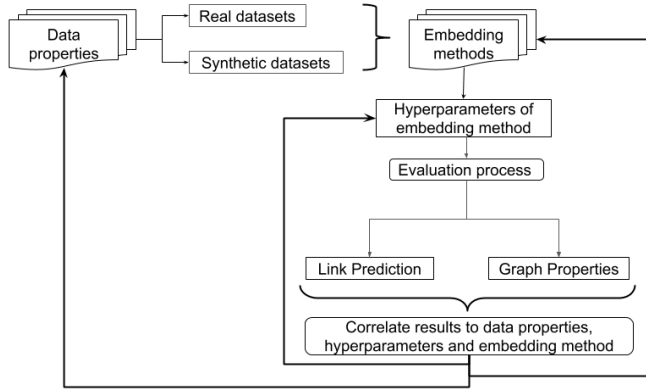 Data
properties
Real datasets
Synthetic datasets
Embedding
methods
Hyperparameters of
embedding method
Evaluation process
Link Prediction
Graph Properties
Correlate results to data properties,
hyperparameters and embedding method